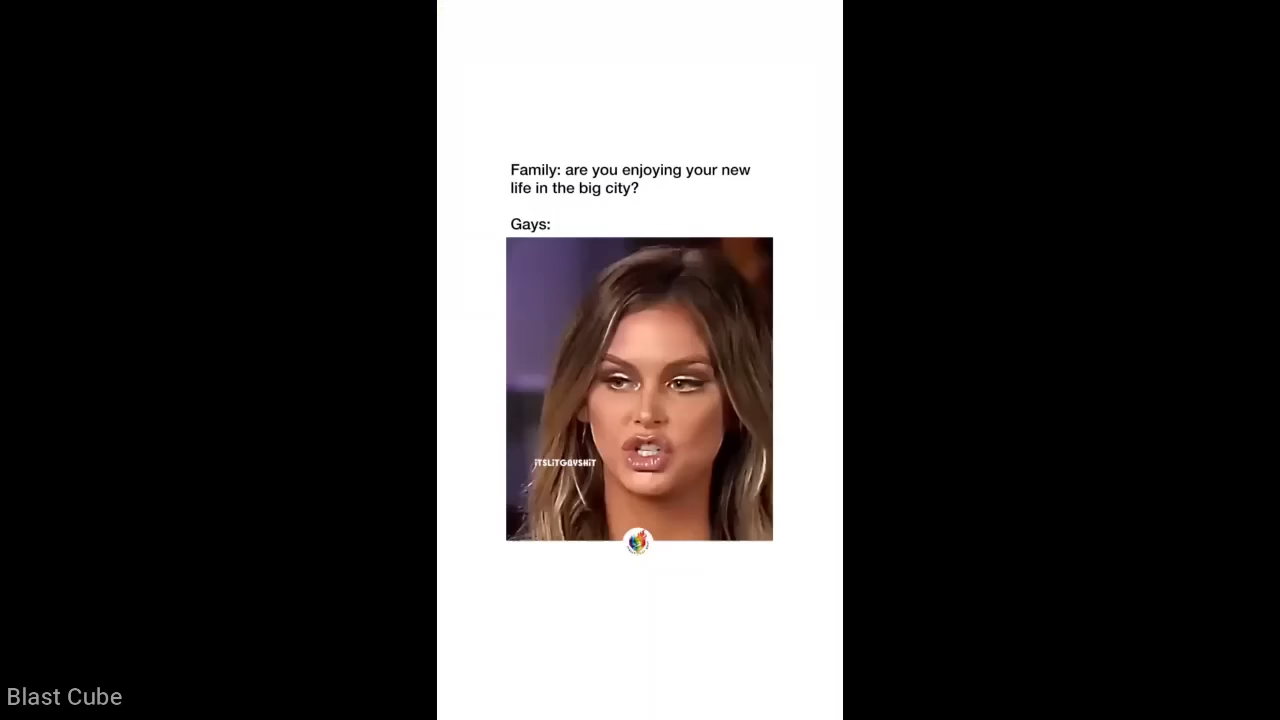 Family: are you enjoying your new
life in the big city?
Gays:
iTSLiTGAYSHiT
Blast Cube